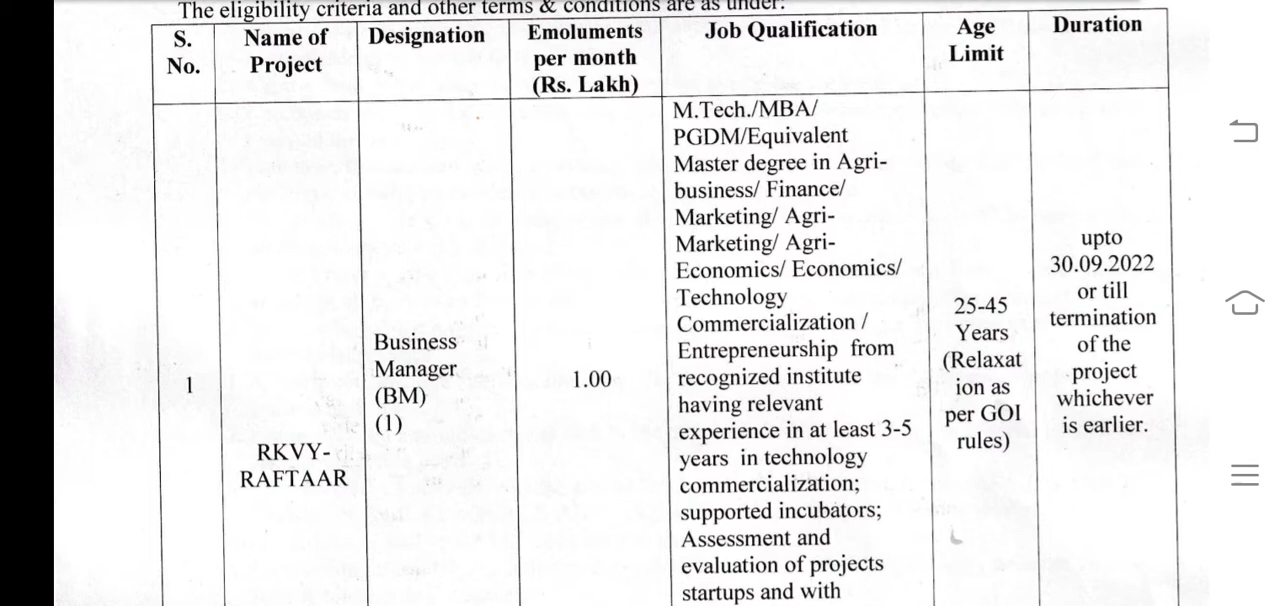 The eligibility criteria and other terms & conditions are as under:
S. No.
Name of Project
Designation
Emoluments per month (Rs. Lakh)
Job Qualification
Age Limit
Duration
1
RKVY-
RAFTAAR
Business
Manager
(BM)
(1)
1.00
M.Tech./MBA/
PGDM/Equivalent
Master degree in Agri-
business/ Finance/
Marketing/ Agri-
Marketing/ Agri-
Economics/ Economics/
Technology
Commercialization /
Entrepreneurship from
recognized institute
having relevant
experience in at least 3-5
years in technology
commercialization;
supported incubators;
Assessment and
evaluation of projects
startups and with
25-45
Years
(Relaxat
ion as
per GOI
rules)
upto
30.09.2022
or till
termination
of the
project
whichever
is earlier.